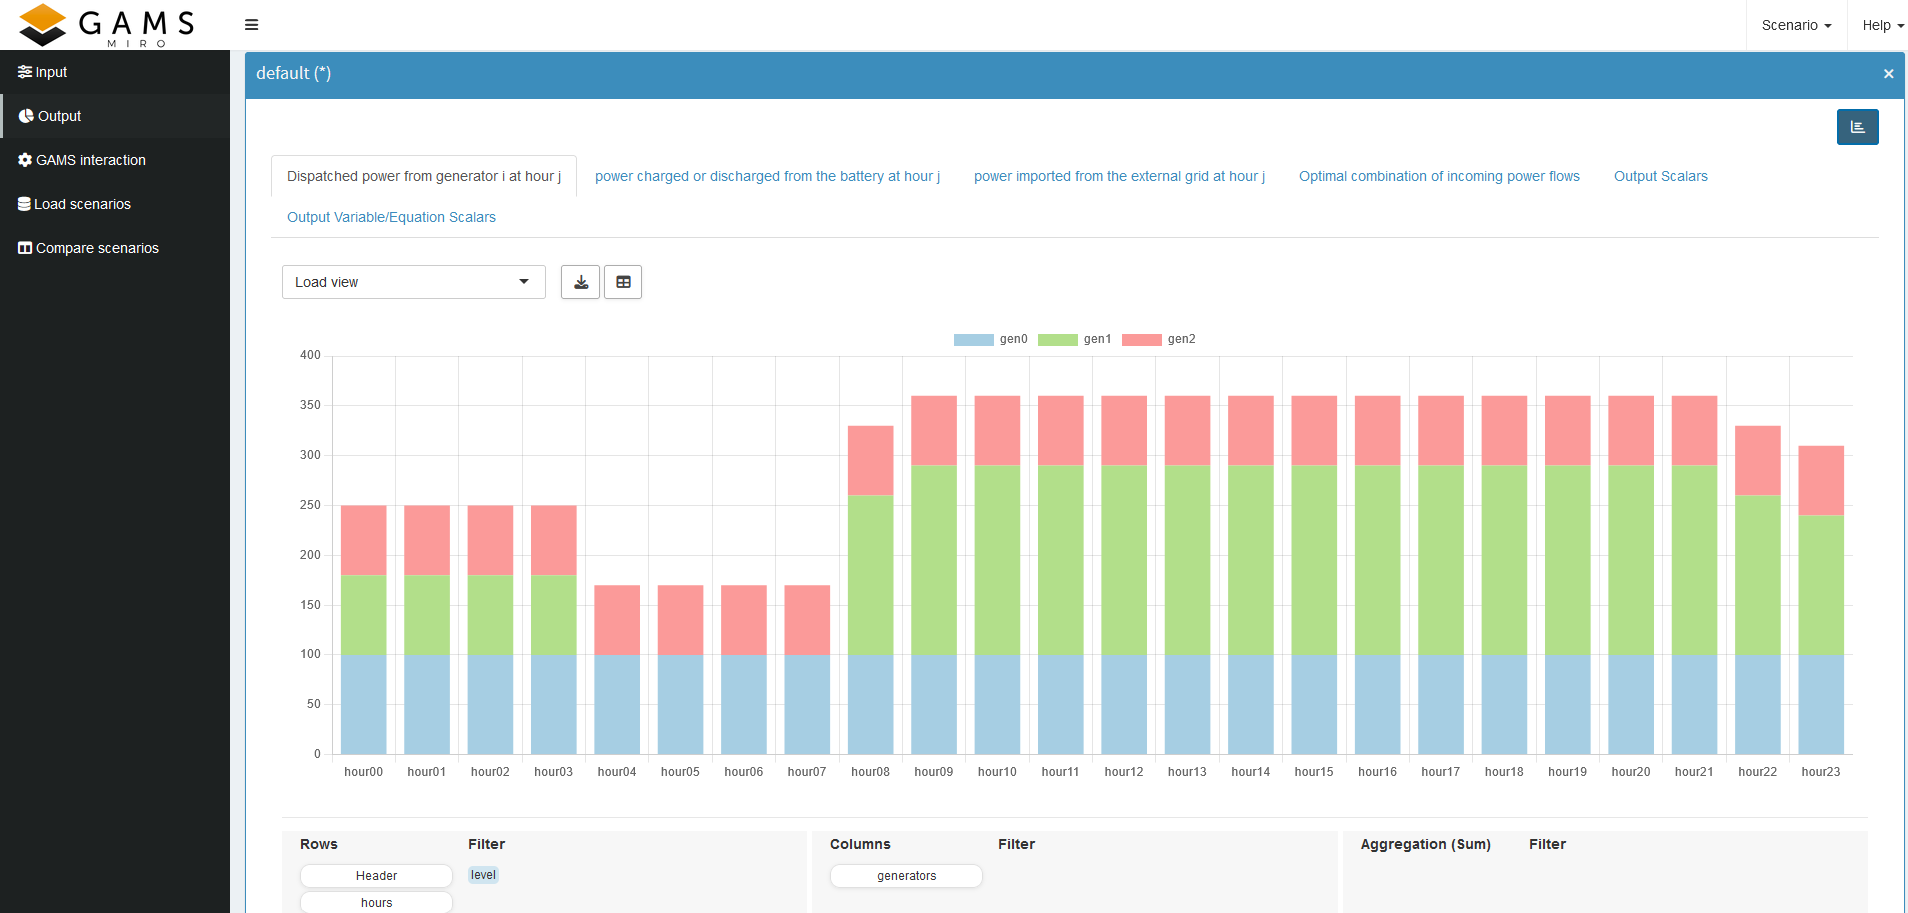 GAMS
MIRO
Scenario
Help
Input
Output
GAMS interaction
Load scenarios
Compare scenarios
default (*)
Dispatched power from generator i at hour j
power charged or discharged from the battery at hour j
power imported from the external grid at hour j
Optimal combination of incoming power flows
Output Scalars
Output Variable/Equation Scalars
Load view
gen0 gen1 gen2
400
350
300
250
200
150
100
50
0
hour00 hour01 hour02 hour03 hour04 hour05 hour06 hour07 hour08 hour09 hour10 hour11 hour12 hour13 hour14 hour15 hour16 hour17 hour18 hour19 hour20 hour21 hour22 hour23
Rows Filter Columns Filter Aggregation (Sum) Filter
Header level generators
hours